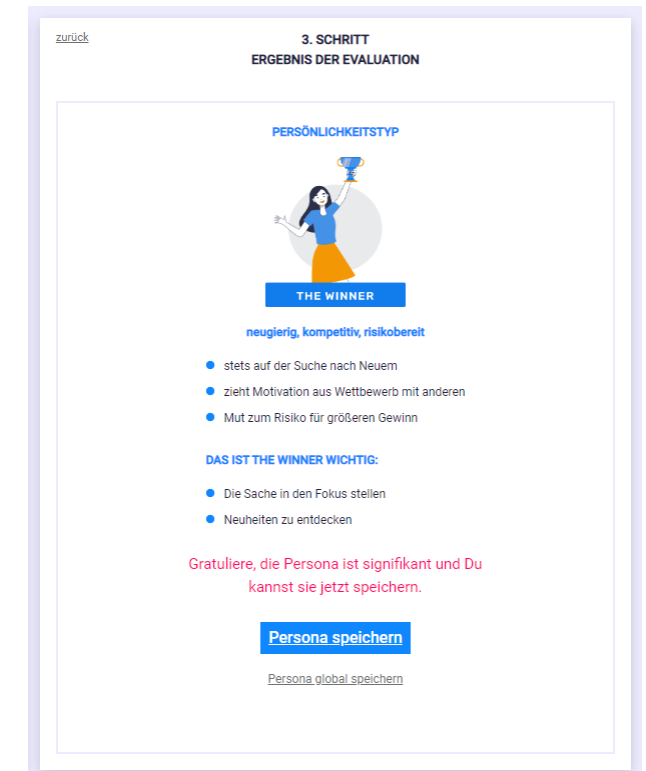 zurück
3. SCHRITT
ERGEBNIS DER EVALUATION
PERSÖNLICHKEITSTYP
THE WINNER
neugierig, kompetitiv, risikobereit
stets auf der Suche nach Neuem
zieht Motivation aus Wettbewerb mit anderen
Mut zum Risiko für größeren Gewinn
DAS IST THE WINNER WICHTIG:
Die Sache in den Fokus stellen
Neuheiten zu entdecken
Gratuliere, die Persona ist signifikant und Du
kannst sie jetzt speichern.
Persona speichern
Persona global speichern